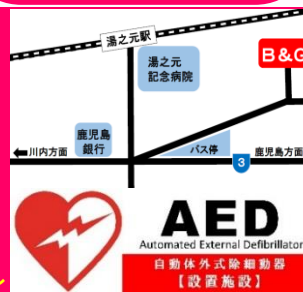 湯之元駅
B&G
湯之元
記念病院
鹿児島
銀行
バス停
川内方面
3
鹿児島方面
AED
Automated External Defibrillator
自動体外式除細動器
【設置施設】